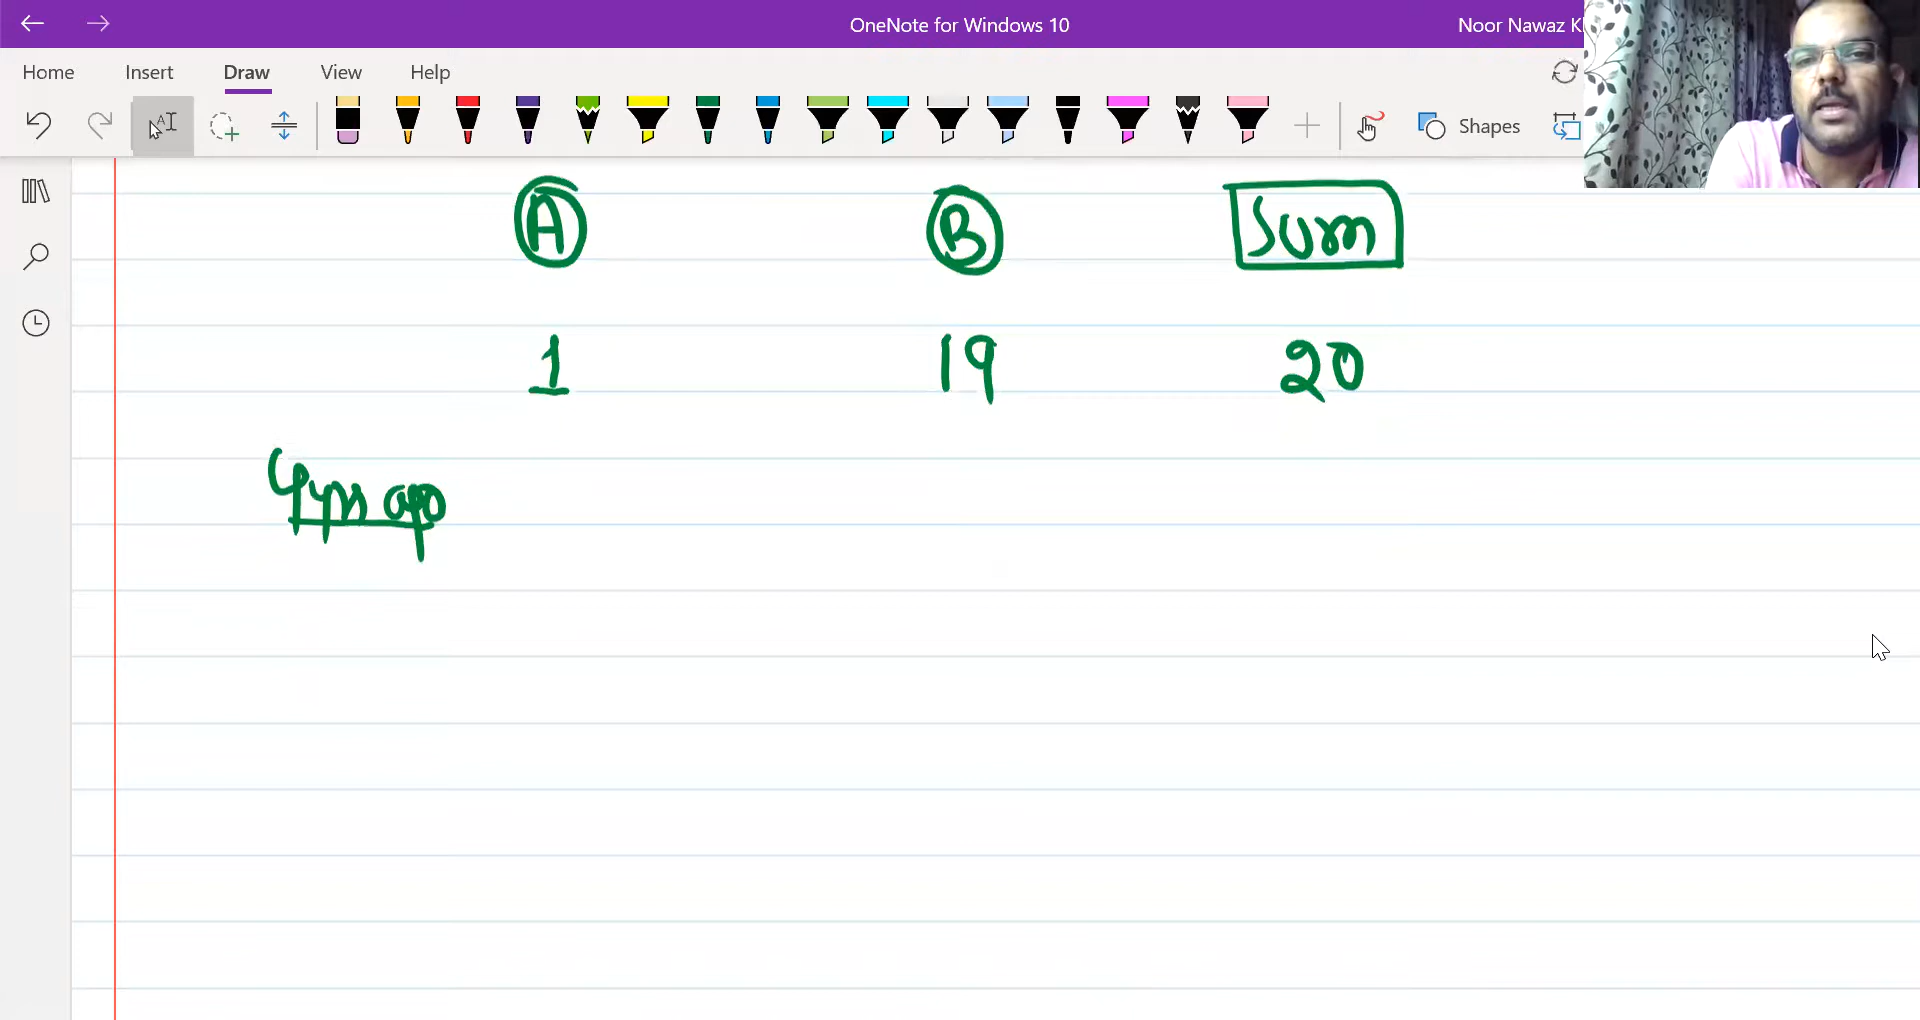 OneNote for Windows 10
Noor Nawaz K
Home Insert Draw View Help
Shapes
A B Sum
1 19 20
4yrs ago